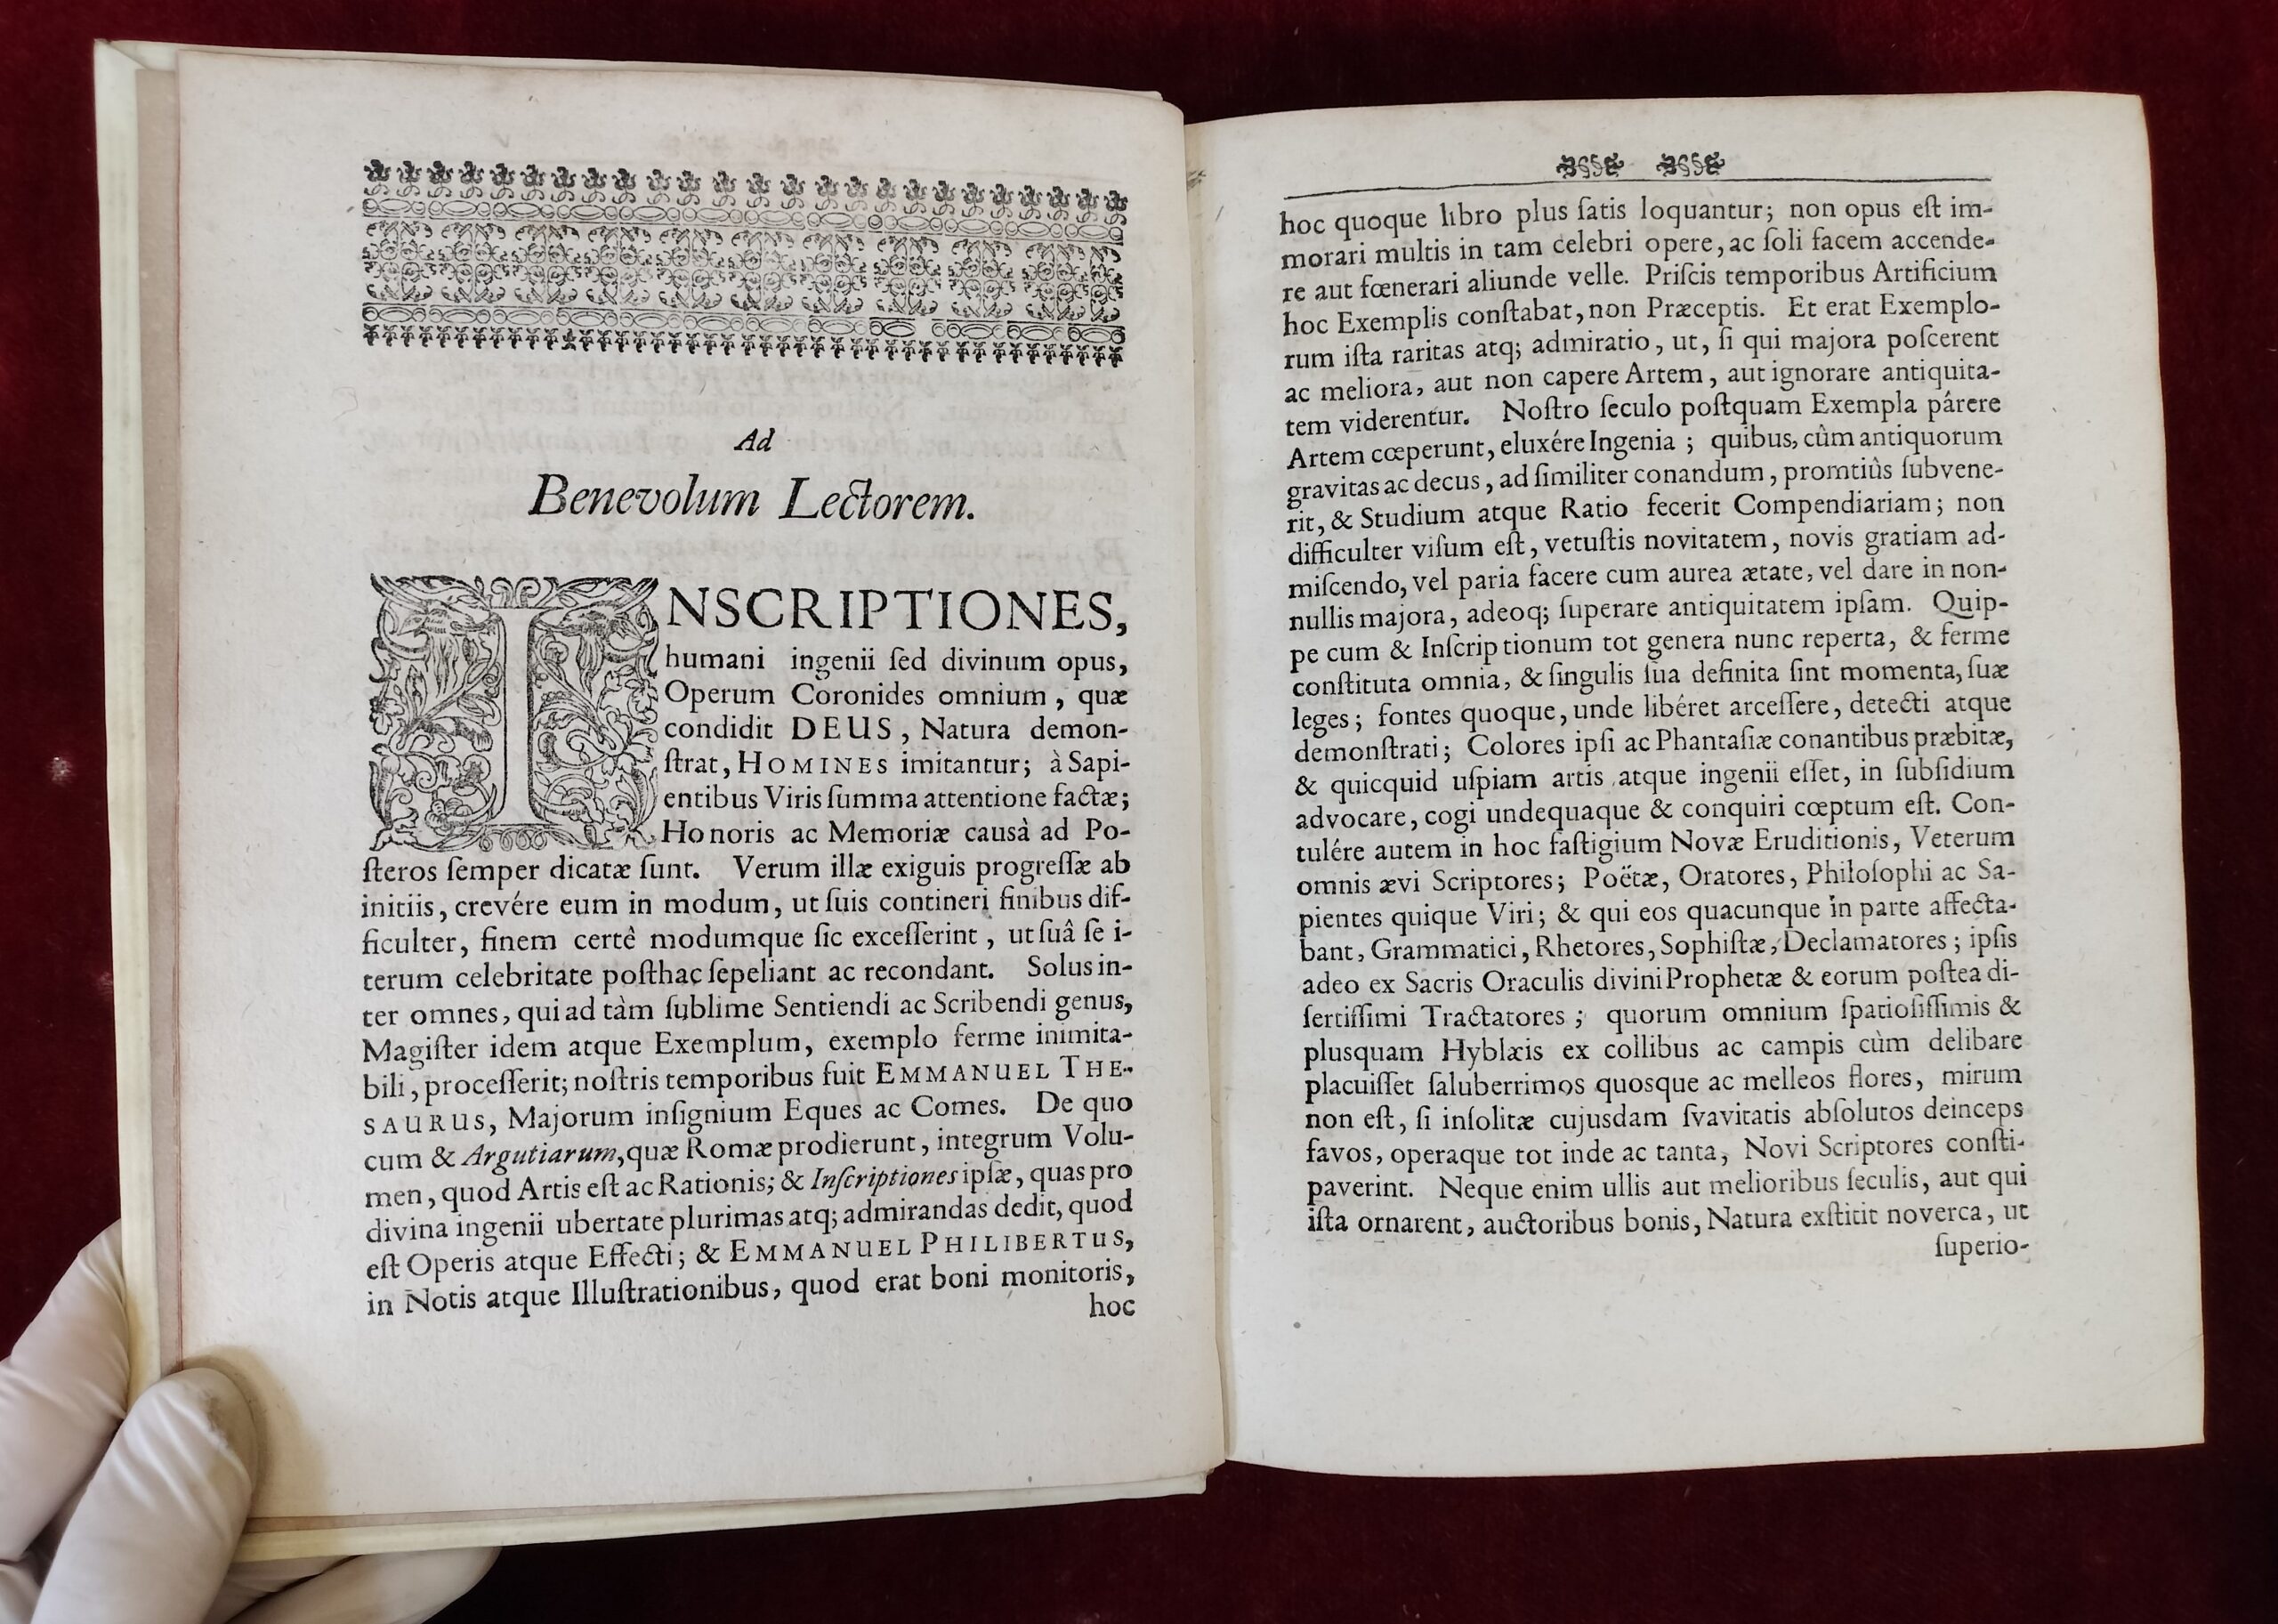 Ad
Benevolum Lectorem.
INSCRIPTIONES,
humani ingenii ſed divinum opus,
Operum Coronides omnium, quæ
condidit DEUS, Natura demon-
ſtrat, HOMINES imitantur; à Sapi-
entibus Viris ſumma attentione factæ;
Honoris ac Memoriæ causà ad Po-
ſteros ſemper dicatæ ſunt. Verum illæ exiguis progreſſæ ab
initiis, crevére eum in modum, ut ſuis contineri finibus dif-
ficulter, finem certê modumque ſic exceſſerint, ut ſuâ ſe i-
terum celebritate poſthac ſepeliant ac recondant. Solus in-
ter omnes, qui ad tàm ſublime Sentiendi ac Scribendi genus,
Magiſter idem atque Exemplum, exemplo ferme inimita-
bili, proceſſerit; noſtris temporibus fuit EMMANUEL THE-
SAURUS, Majorum inſignium Eques ac Comes. De quo
cum & Argutiarum, quæ Romæ prodierunt, integrum Volu-
men, quod Artis eſt ac Rationis; & Inſcriptiones ipſæ, quas pro
divina ingenii ubertate plurimas atq; admirandas dedit, quod
eſt Operis atque Effecti; & EMMANUEL PHILIBERTUS,
in Notis atque Illuſtrationibus, quod erat boni monitoris,
hoc
hoc quoque libro plus ſatis loquantur; non opus eſt im-
morari multis in tam celebri opere, ac ſoli facem accende-
re aut fœnerari aliunde velle. Priſcis temporibus Artificium
hoc Exemplis conſtabat, non Præceptis. Et erat Exemplo-
rum iſta raritas atq; admiratio, ut, ſi qui majora poſcerent
ac meliora, aut non capere Artem, aut ignorare antiquita-
tem viderentur. Noſtro ſeculo poſtquam Exempla párere
Artem cœperunt, eluxére Ingenia; quibus, cûm antiquorum
gravitas ac decus, ad ſimiliter conandum, promtiûs ſubvene-
rit, & Studium atque Ratio fecerit Compendiariam; non
difficulter viſum eſt, vetuſtis novitatem, novis gratiam ad-
miſcendo, vel paria facere cum aurea ætate, vel dare in non-
nullis majora, adeoq; ſuperare antiquitatem ipſam. Quip-
pe cum & Inſcriptionum tot genera nunc reperta, & ferme
conſtituta omnia, & ſingulis ſua definita ſint momenta, ſuæ
leges; fontes quoque, unde libéret arceſſere, detecti atque
demonſtrati; Colores ipſi ac Phantaſiæ conantibus præbitæ,
& quicquid uſpiam artis atque ingenii eſſet, in ſubſidium
advocare, cogi undequaque & conquiri cœptum eſt. Con-
tulére autem in hoc faſtigium Novæ Eruditionis, Veterum
omnis ævi Scriptores; Poëtæ, Oratores, Philoſophi ac Sa-
pientes quique Viri; & qui eos quacunque in parte affecta-
bant, Grammatici, Rhetores, Sophiſtæ, Declamatores; ipſis
adeo ex Sacris Oraculis divini Prophetæ & eorum poſtea di-
ſertiſſimi Tractatores; quorum omnium ſpatioſiſſimis &
plusquam Hyblæis ex collibus ac campis cùm delibare
placuiſſet ſaluberrimos quosque ac melleos flores, mirum
non eſt, ſi inſolitæ cujusdam ſvavitatis abſolutos deinceps
favos, operaque tot inde ac tanta, Novi Scriptores conſti-
paverint. Neque enim ullis aut melioribus ſeculis, aut qui
iſta ornarent, auctoribus bonis, Natura exſtitit noverca, ut
ſuperio-